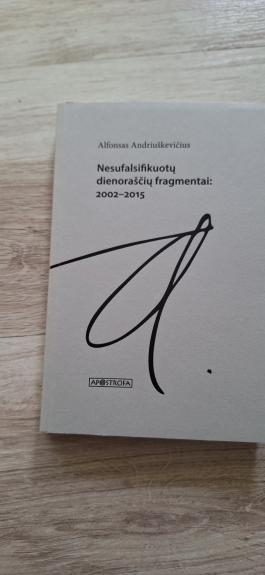 Alfonsas Andriuškevičius
Nesufalsifikuotų
dienoraščių fragmentai:
2002–2015
A.
APOSTROFA